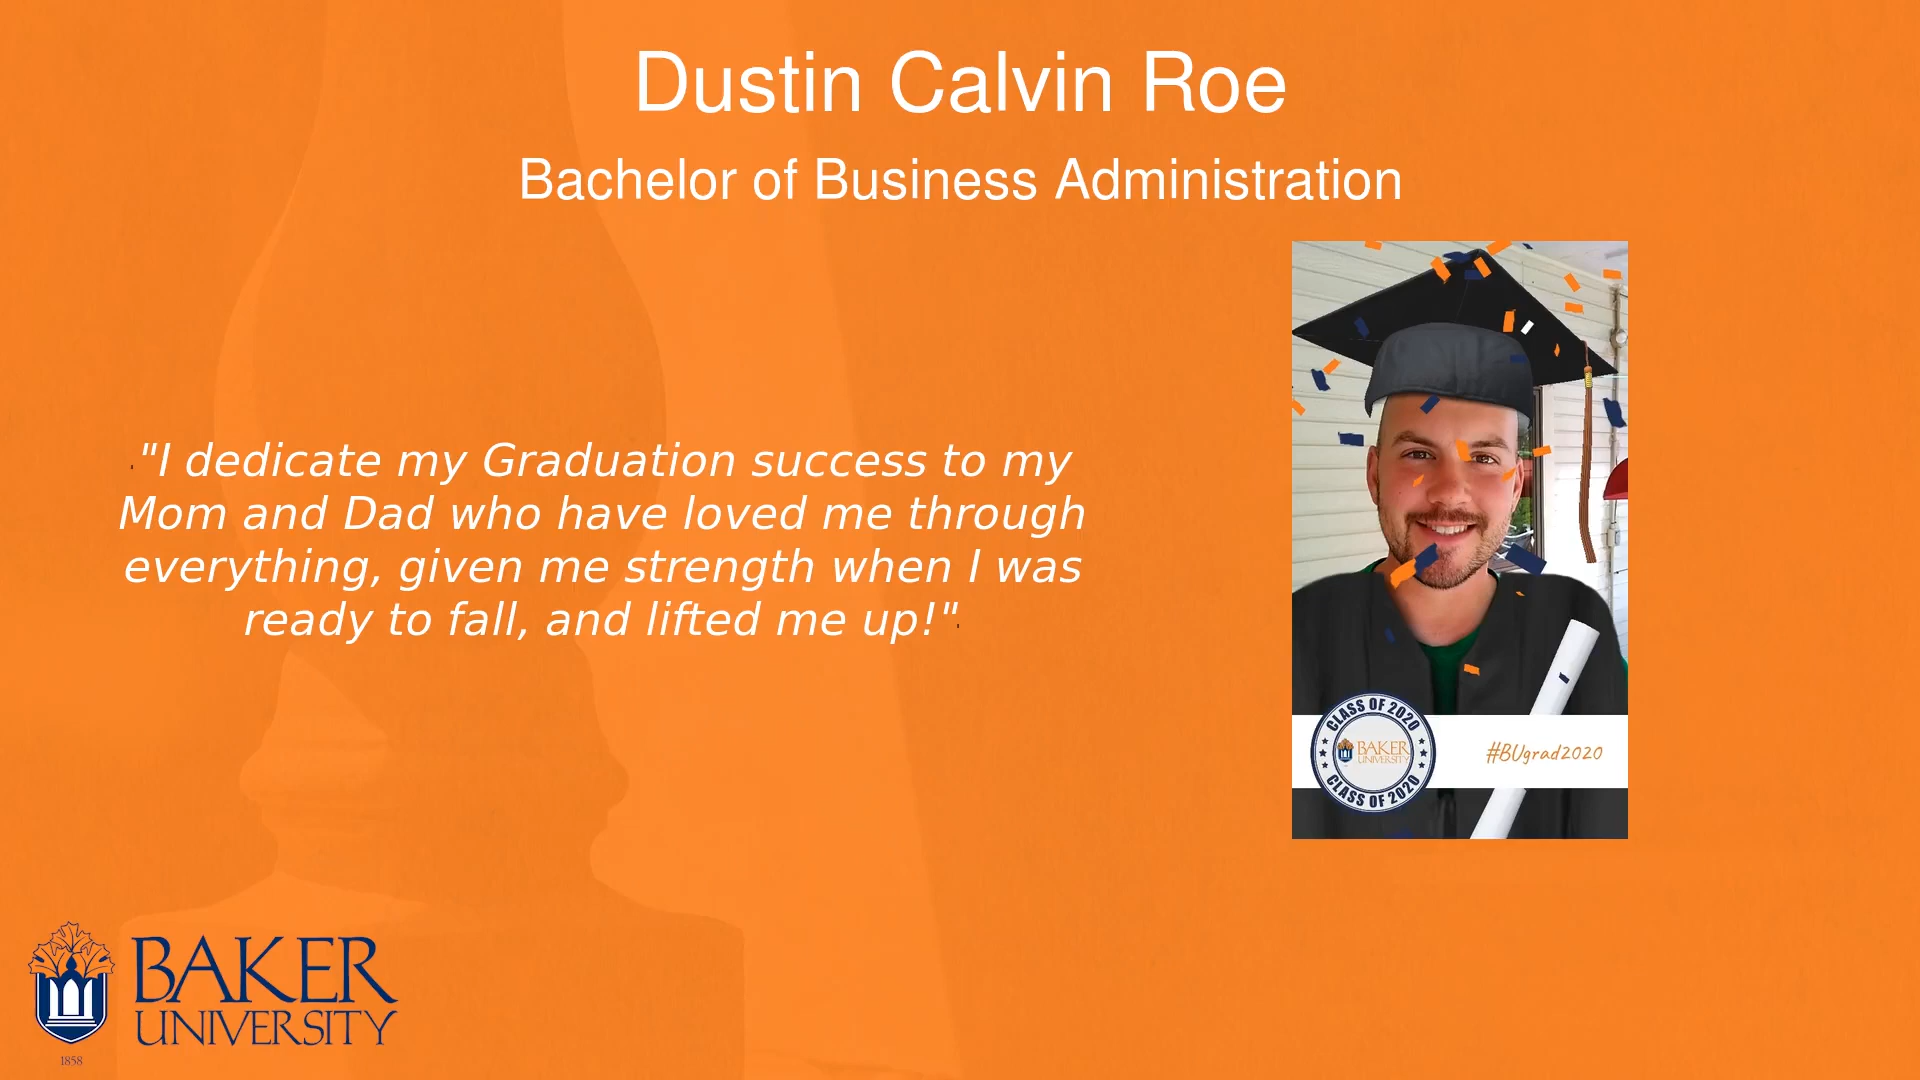 Dustin Calvin Roe
Bachelor of Business Administration
"I dedicate my Graduation success to my
Mom and Dad who have loved me through
everything, given me strength when I was
ready to fall, and lifted me up!"
CLASS OF 2020
BAKER
UNIVERSITY
CLASS OF 2020
#BUgrad2020
BAKER
UNIVERSITY
1858